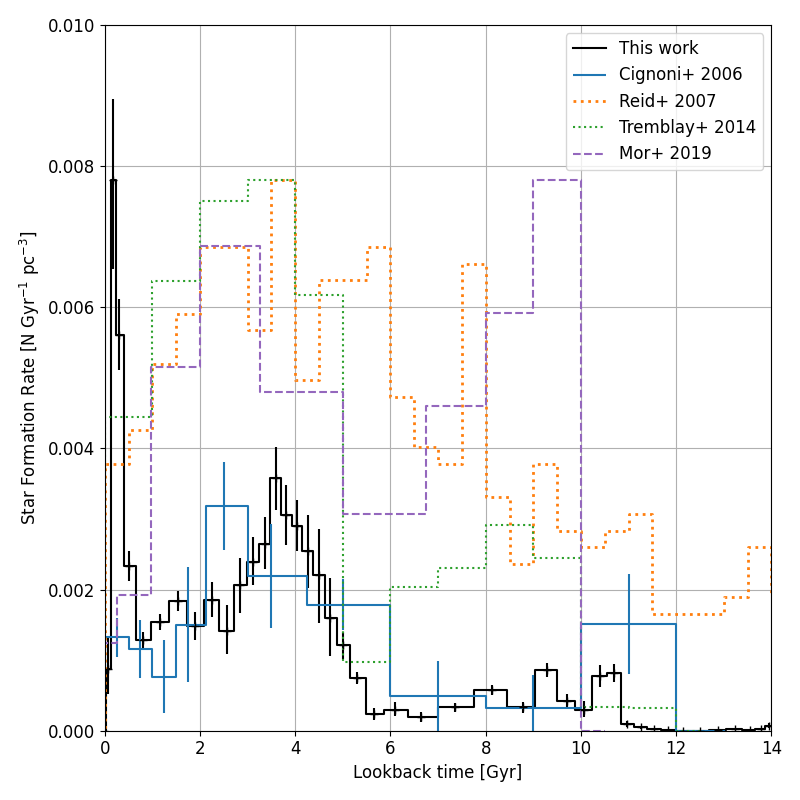 This work
Cignoni+ 2006
Reid+ 2007
Tremblay+ 2014
Mor+ 2019
0.010
0.008
0.006
0.004
0.002
0.000
Star Formation Rate [N Gyr⁻¹ pc⁻³]
0 2 4 6 8 10 12 14
Lookback time [Gyr]